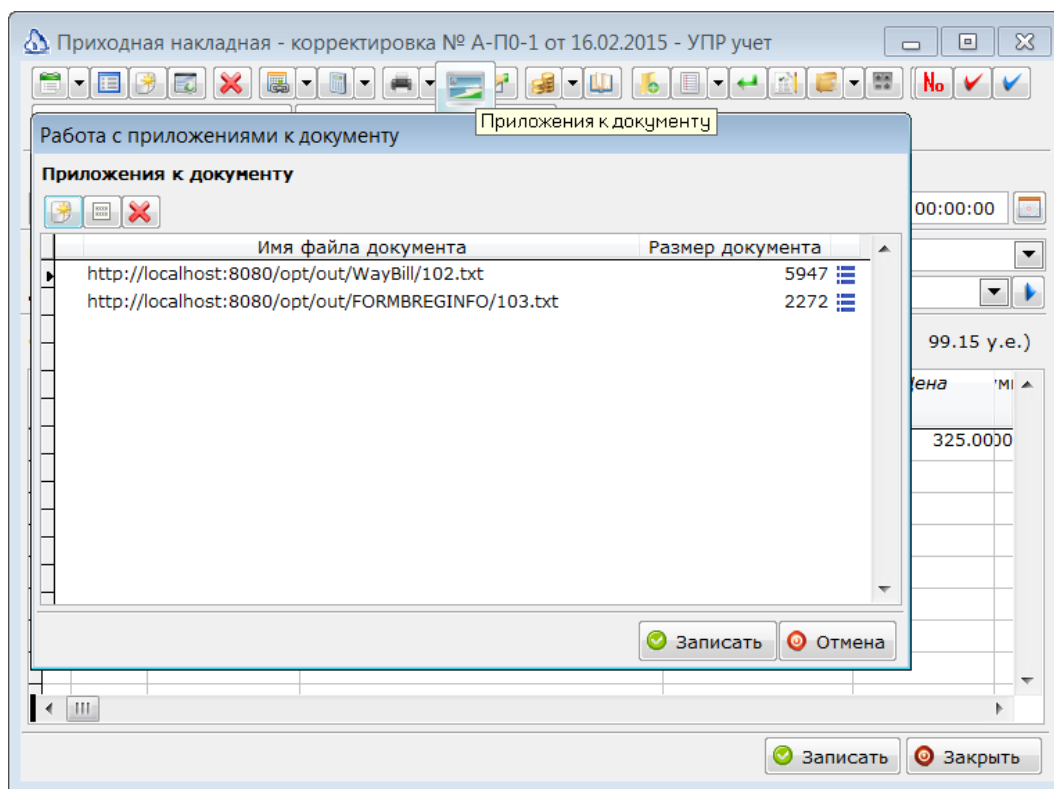 Приходная накладная - корректировка № А-П0-1 от 16.02.2015 - УПР учет
No
Приложения к документу
Работа с приложениями к документу
Приложения к документу
00:00:00
Имя файла документа Размер документа
http://localhost:8080/opt/out/WayBill/102.txt 5947
http://localhost:8080/opt/out/FORMBREGINFO/103.txt 2272
99.15 у.е.)
325.0000
Записать Отмена
Записать Закрыть